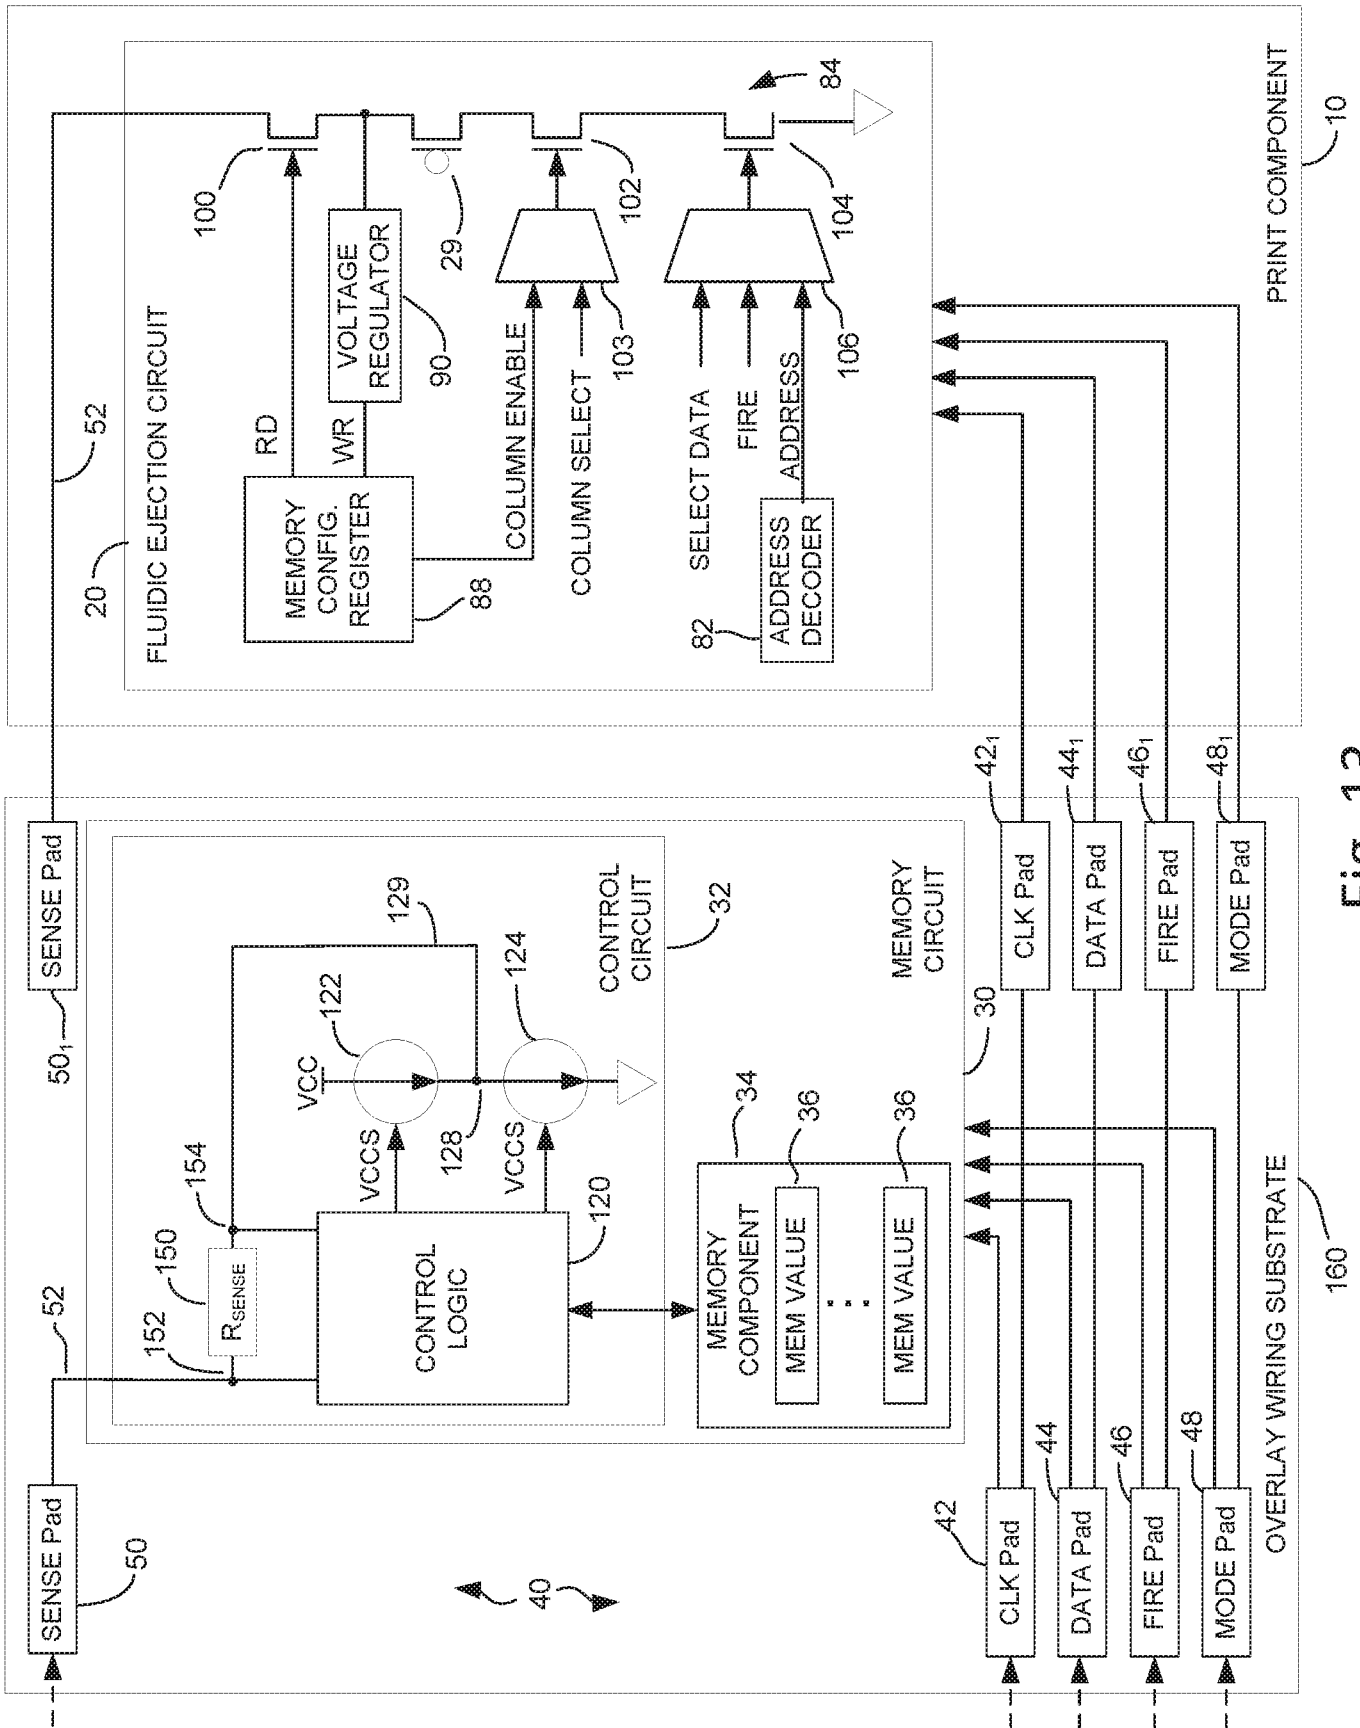 SENSE Pad
50
52
152
RSENSE
150
154
CONTROL
LOGIC
120
VCCS
VCCS
VCC
122
128
124
129
CONTROL
CIRCUIT
32
MEMORY
COMPONENT
34
MEM VALUE
36
. . .
MEM VALUE
36
MEMORY
CIRCUIT
30
40
SENSE Pad
501
CLK Pad
42
DATA Pad
44
FIRE Pad
46
MODE Pad
48
CLK Pad
421
DATA Pad
441
FIRE Pad
461
MODE Pad
481
OVERLAY WIRING SUBSTRATE
160
52
20
FLUIDIC EJECTION CIRCUIT
MEMORY
CONFIG.
REGISTER
88
RD
WR
VOLTAGE
REGULATOR
90
100
29
COLUMN ENABLE
COLUMN SELECT
103
102
SELECT DATA
FIRE
ADDRESS
82
ADDRESS
DECODER
106
104
84
PRINT COMPONENT
10